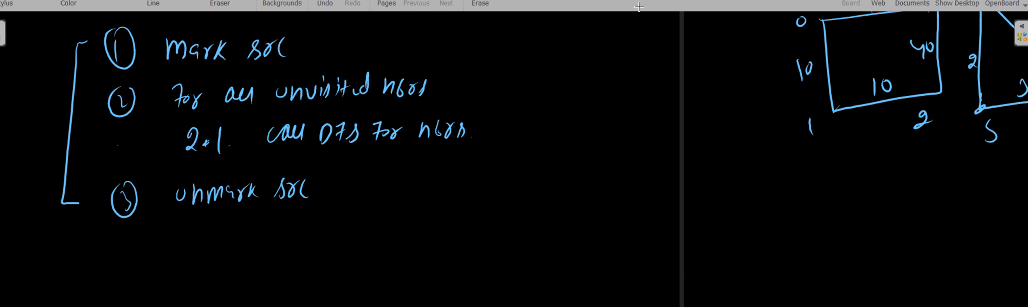 Stylus Color Line Eraser Backgrounds Undo Redo Pages Previous Next Erase Board Web Documents Show Desktop OpenBoard
① mark src
② For all unvisited nbrs
2.1. call DFS for nbrs.
③ unmark src
0
40
10
2
10
1
2
5